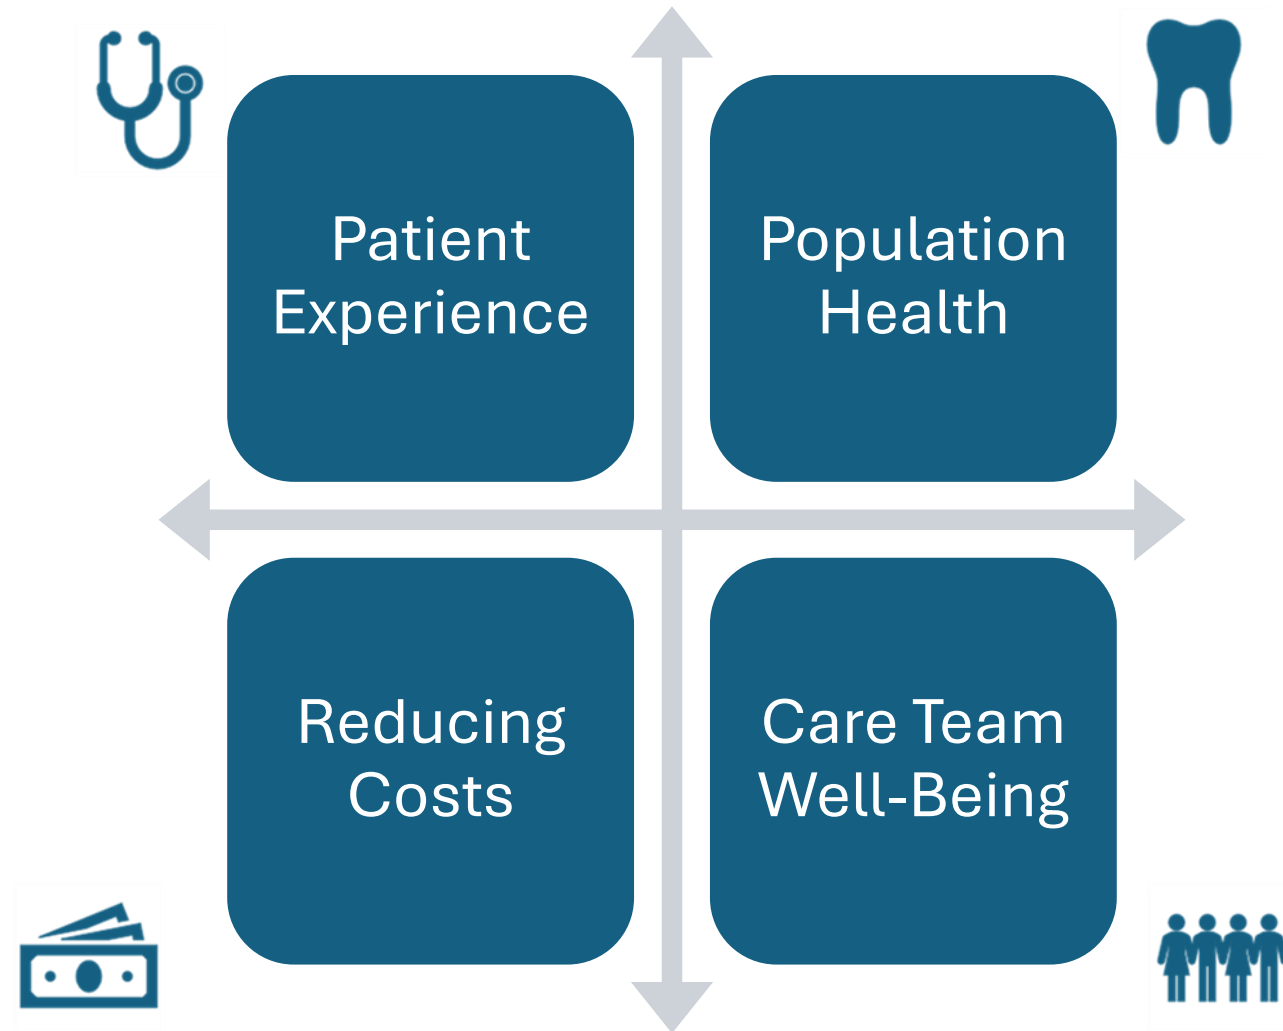 Patient
Experience
Population
Health
Reducing
Costs
Care Team
Well-Being